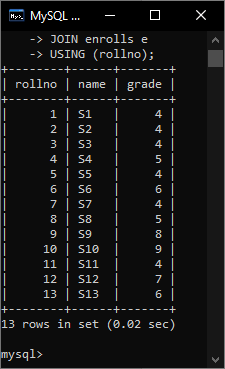 MySQL ...
-> JOIN enrolls e
-> USING (rollno);
+--------+------+-------+
| rollno | name | grade |
+--------+------+-------+
|      1 | S1   |     4 |
|      2 | S2   |     4 |
|      3 | S3   |     4 |
|      4 | S4   |     5 |
|      5 | S5   |     4 |
|      6 | S6   |     6 |
|      7 | S7   |     4 |
|      8 | S8   |     5 |
|      9 | S9   |     8 |
|     10 | S10  |     9 |
|     11 | S11  |     4 |
|     12 | S12  |     7 |
|     13 | S13  |     6 |
+--------+------+-------+
13 rows in set (0.02 sec)
mysql>